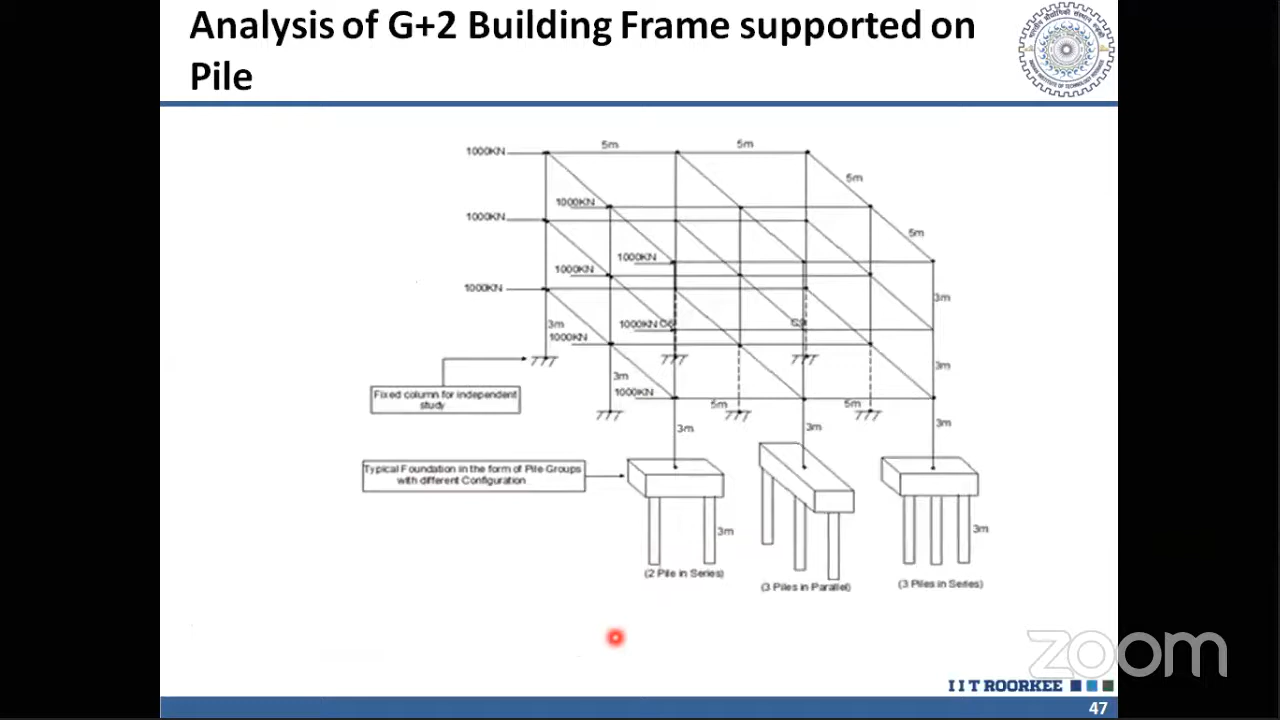 Analysis of G+2 Building Frame supported on
Pile
5m
5m
1000KN
5m
1000KN
1000KN
5m
1000KN
1000KN
1000KN
3m
3m
1000KN
1000KN
3m
3m
1000KN
5m
5m
3m
3m
3m
Fixed column for independent
study
Typical Foundation in the form of Pile Groups
with different Configuration
3m
3m
(2 Pile in Series)
(3 Piles in Parallel)
(3 Piles in Series)
zoom
IIT ROORKEE
47